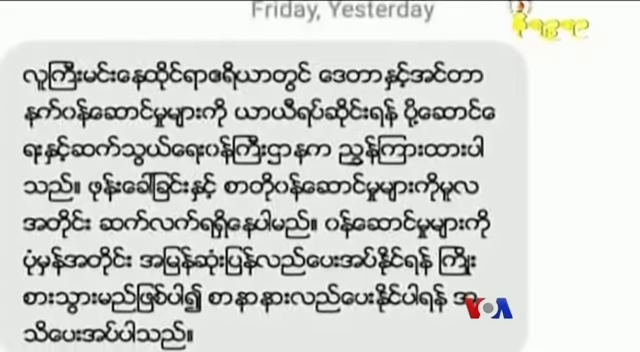 Friday, Yesterday
လူကြီးမင်းနေထိုင်ရာဧရိယာတွင် ဒေတာနှင့်အင်တာ
နက်ဝန်ဆောင်မှုများကို ယာယီရပ်ဆိုင်းရန် ပို့ဆောင်ရေ
ရေးနှင့်ဆက်သွယ်ရေးဝန်ကြီးဌာနက ညွှန်ကြားထားပါ
သည်။ ဖုန်းခေါ်ခြင်းနှင့် စာတိုဝန်ဆောင်မှုများကိုမူလ
အတိုင်း ဆက်လက်ရရှိနေပါမည်။ ဝန်ဆောင်မှုများကို
ပုံမှန်အတိုင်း အမြန်ဆုံးပြန်လည်ပေးအပ်နိုင်ရန် ကြိုး
စားသွားမည်ဖြစ်ပါ၍ စာနာနားလည်ပေးနိုင်ပါရန် အ
VOA
သိပေးအပ်ပါသည်။